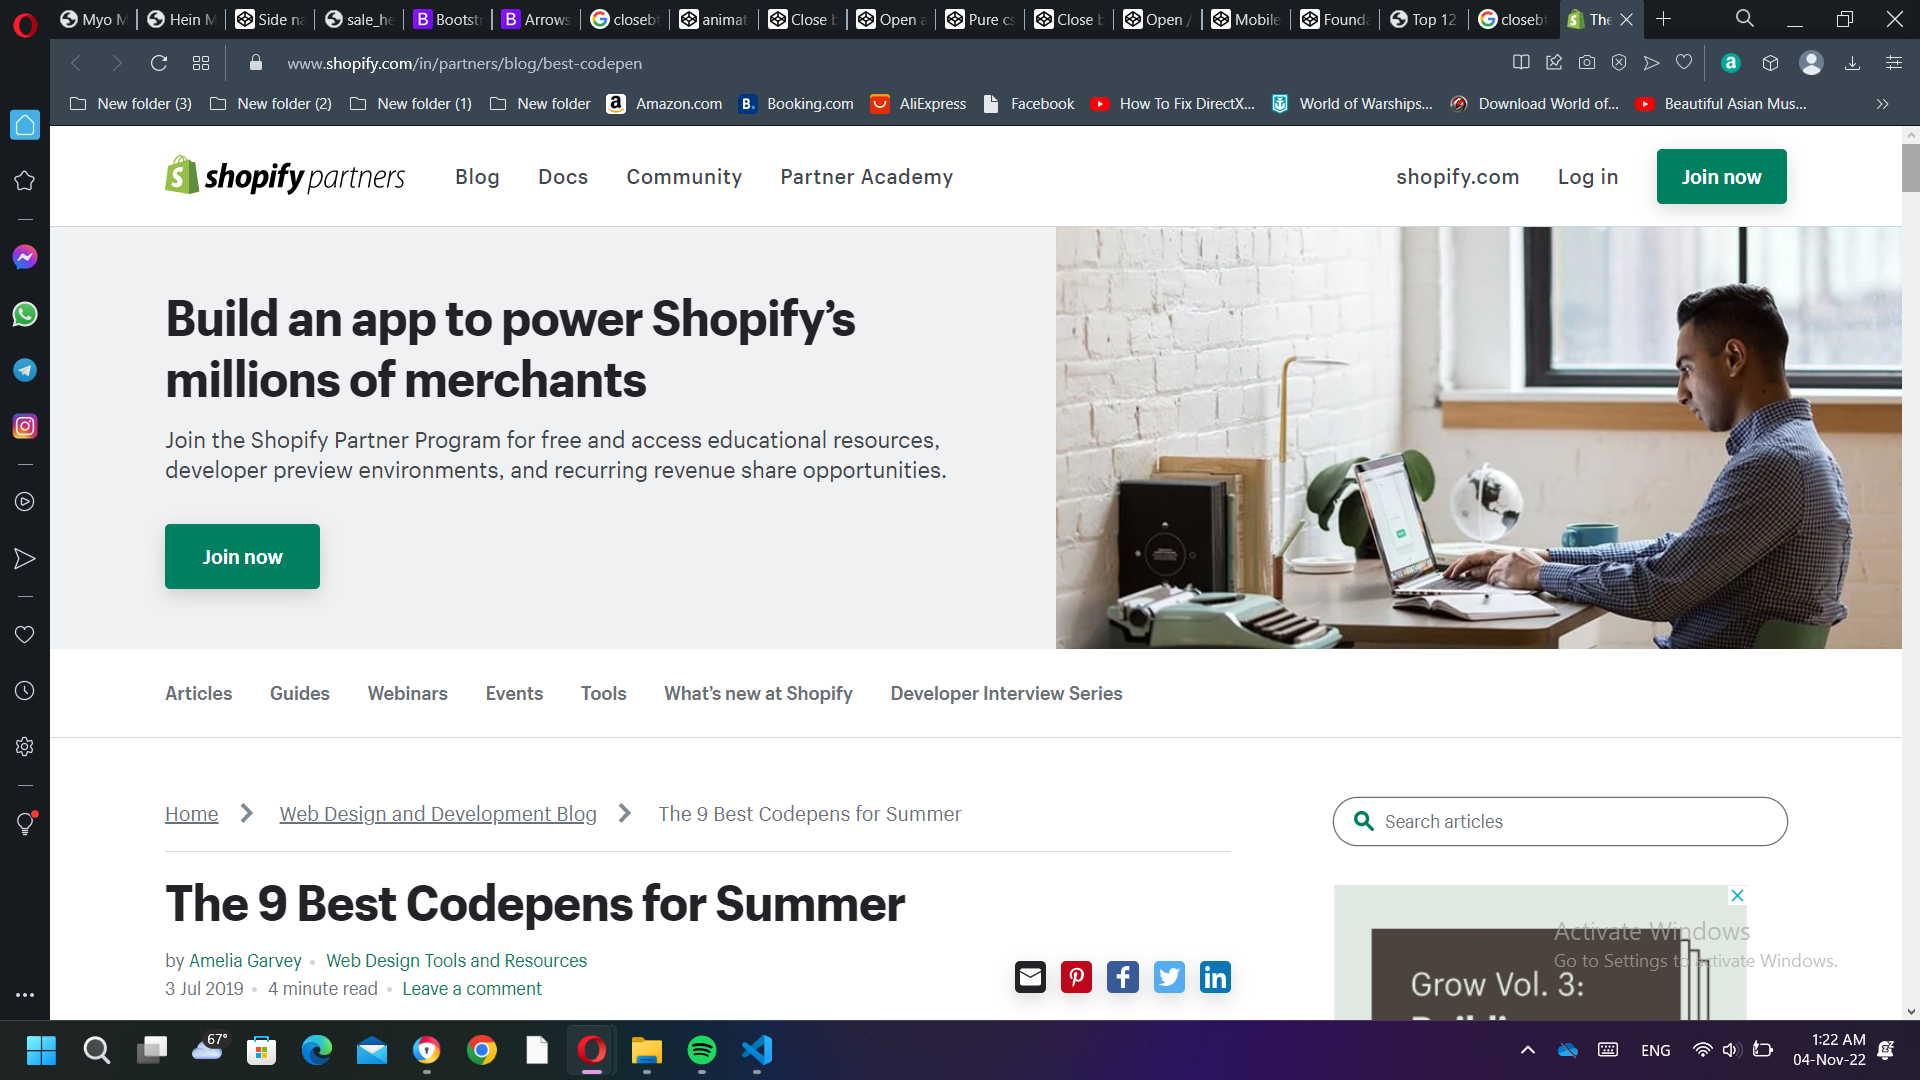 Myo M
Hein M
Side na
sale_he
Bootstr
Arrows
closebt
animat
Close b
Open a
Pure cs
Close b
Open /
Mobile
Founda
Top 12
closebt
The
www.shopify.com/in/partners/blog/best-codepen
New folder (3)
New folder (2)
New folder (1)
New folder
Amazon.com
Booking.com
AliExpress
Facebook
How To Fix DirectX...
World of Warships...
Download World of...
Beautiful Asian Mus...
shopify partners
Blog
Docs
Community
Partner Academy
shopify.com
Log in
Join now
Build an app to power Shopify’s
millions of merchants
Join the Shopify Partner Program for free and access educational resources,
developer preview environments, and recurring revenue share opportunities.
Join now
Articles
Guides
Webinars
Events
Tools
What’s new at Shopify
Developer Interview Series
Home
Web Design and Development Blog
The 9 Best Codepens for Summer
Search articles
The 9 Best Codepens for Summer
by Amelia Garvey • Web Design Tools and Resources
3 Jul 2019 • 4 minute read • Leave a comment
Grow Vol. 3:
Activate Windows
Go to Settings to activate Windows.
67°
ENG
1:22 AM
04-Nov-22